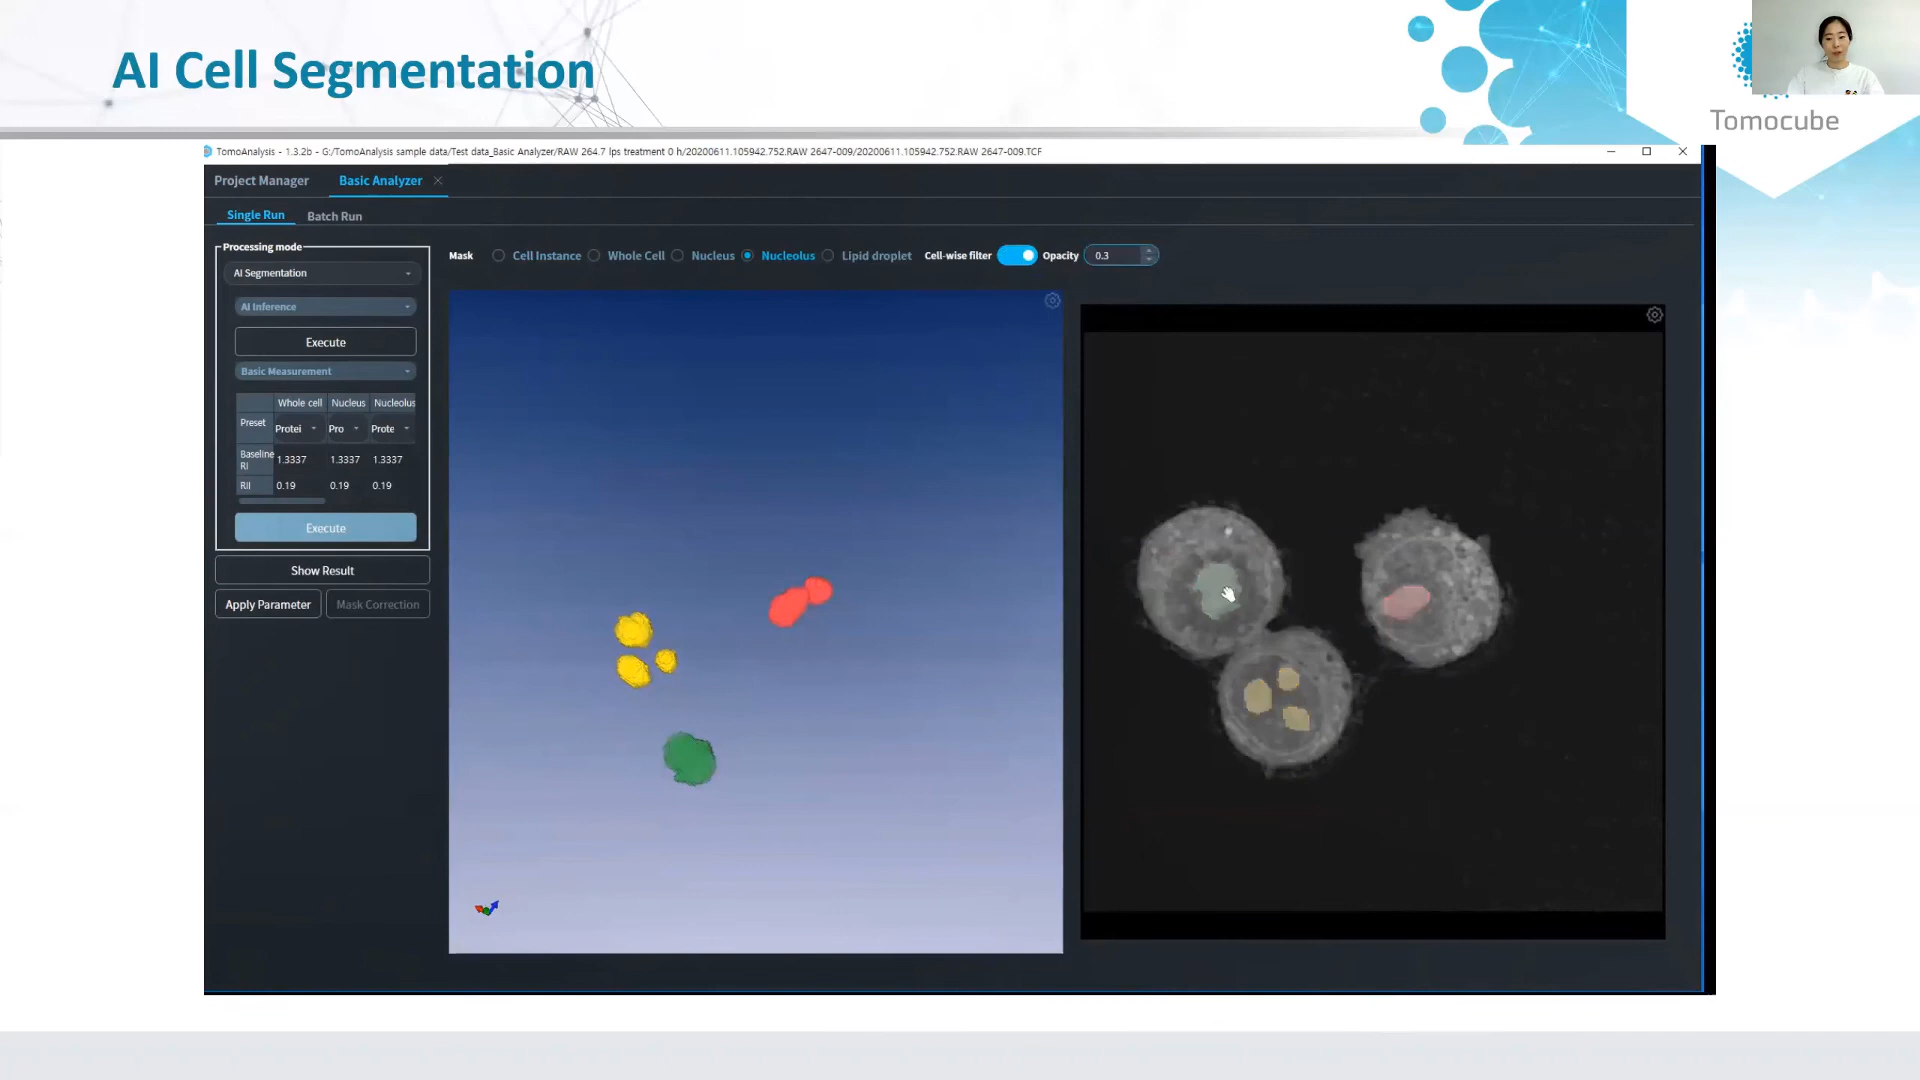 AI Cell Segmentation
Tomocube
TomoAnalysis - 1.3.2b - G:/TomoAnalysis sample data/Test data_Basic Analyzer/RAW 264.7 lps treatment 0 h/20200611.105942.752.RAW 2647-009/20200611.105942.752.RAW 2647-009.TCF
Project Manager Basic Analyzer
Single Run Batch Run
Processing mode
Mask Cell Instance Whole Cell Nucleus Nucleolus Lipid droplet Cell-wise filter Opacity 0.3
AI Segmentation
AI Inference
Execute
Basic Measurement
Whole cell Nucleus Nucleolus
Preset Protei Pro Prote
Baseline RI 1.3337 1.3337 1.3337
RII 0.19 0.19 0.19
Execute
Show Result
Apply Parameter Mask Correction